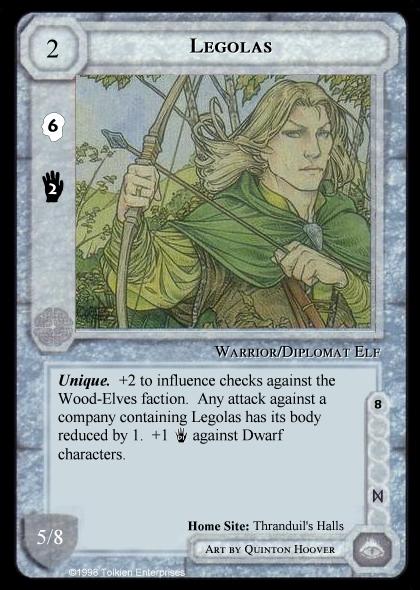 2
Legolas
6
2
Warrior/Diplomat Elf
Unique. +2 to influence checks against the
Wood-Elves faction. Any attack against a
company containing Legolas has its body
reduced by 1. +1 against Dwarf
characters.
8
Home Site: Thranduil's Halls
5/8
Art by Quinton Hoover
©1998 Tolkien Enterprises